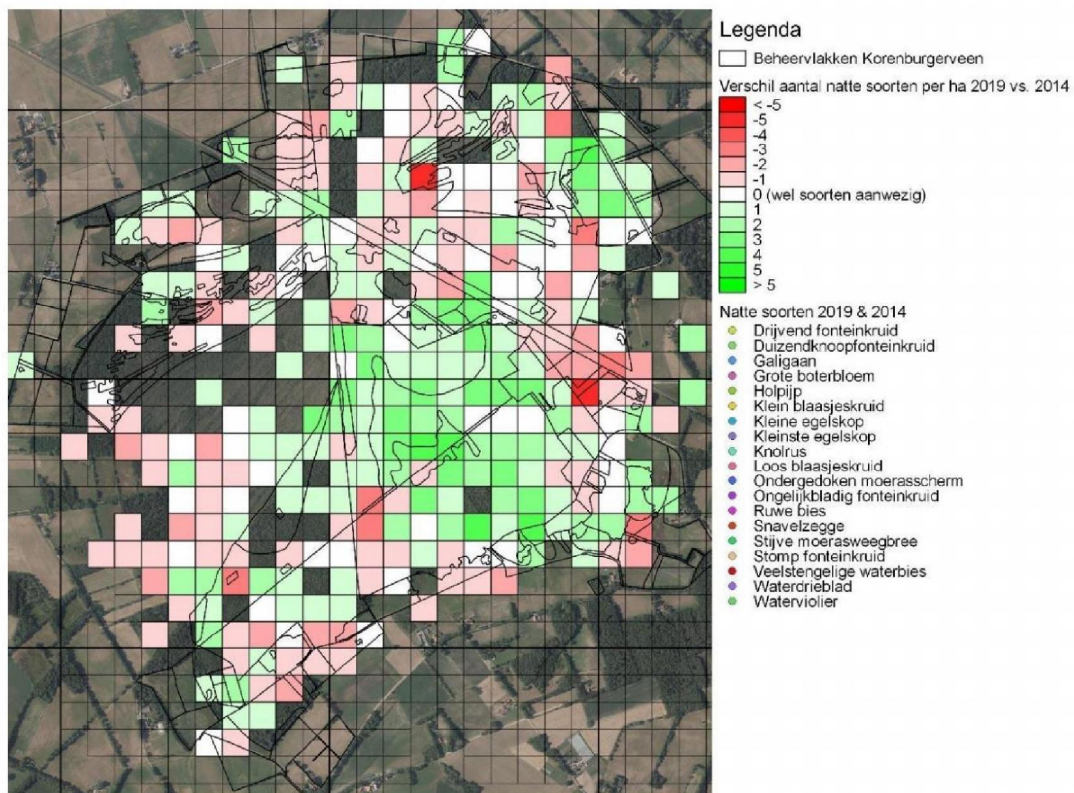 Legenda
Beheervlakken Korenburgerveen
Verschil aantal natte soorten per ha 2019 vs. 2014
< -5
-5
-4
-3
-2
-1
0 (wel soorten aanwezig)
1
2
3
4
5
> 5
Natte soorten 2019 & 2014
Drijvend fonteinkruid
Duizendknoopfonteinkruid
Galigaan
Grote boterbloem
Holpijp
Klein blaasjeskruid
Kleine egelskop
Kleinste egelskop
Knolrus
Loos blaasjeskruid
Ondergedoken moerasscherm
Ongelijkbladig fonteinkruid
Ruwe bies
Snavelzegge
Stijve moerasweegbree
Stomp fonteinkruid
Veelstengelige waterbies
Waterdrieblad
Waterviolier